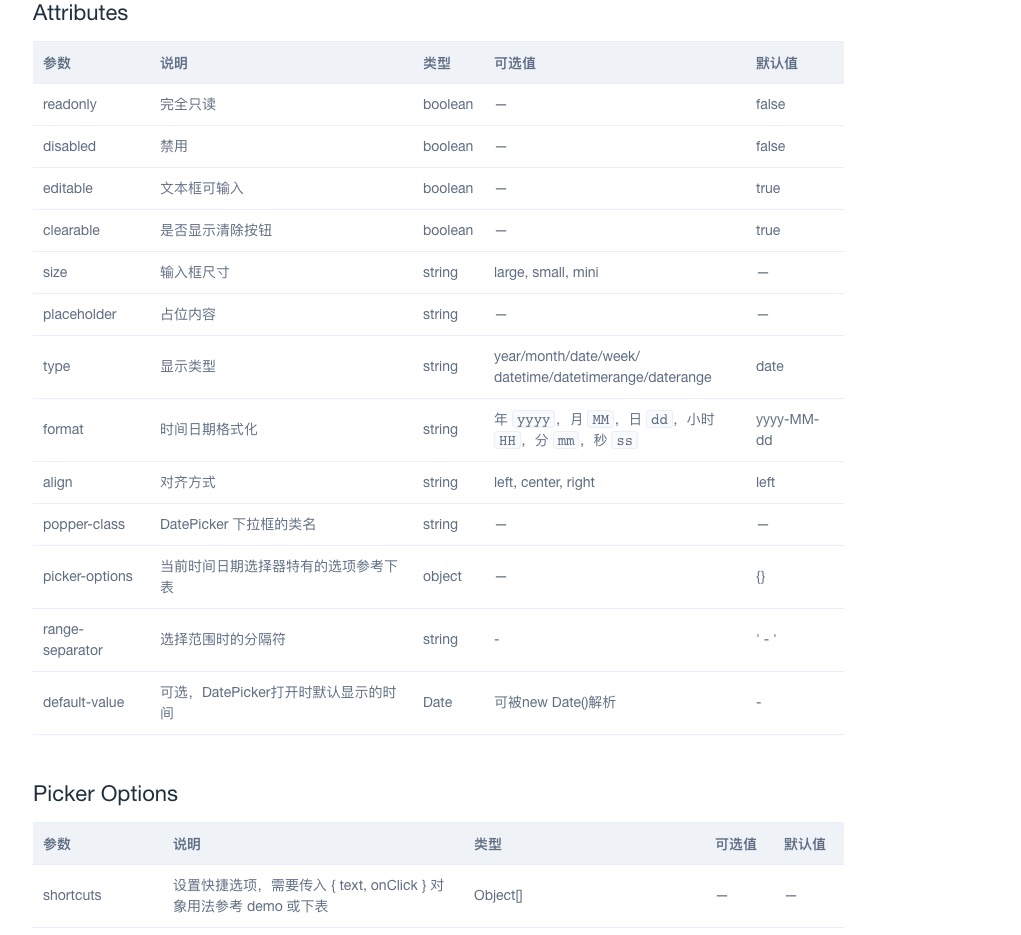 Attributes
参数 说明 类型 可选值 默认值
readonly 完全只读 boolean — false
disabled 禁用 boolean — false
editable 文本框可输入 boolean — true
clearable 是否显示清除按钮 boolean — true
size 输入框尺寸 string large, small, mini —
placeholder 占位内容 string — —
type 显示类型 string year/month/date/week/
datetime/datetimerange/daterange date
format 时间日期格式化 string 年 yyyy，月 MM，日 dd，小时
HH，分 mm，秒 ss yyyy-MM-
dd
align 对齐方式 string left, center, right left
popper-class DatePicker 下拉框的类名 string — —
picker-options 当前时间日期选择器特有的选项参考下
表 object — {}
range-
separator 选择范围时的分隔符 string - ' - '
default-value 可选，DatePicker打开时默认显示的时
间 Date 可被new Date()解析 -
Picker Options
参数 说明 类型 可选值 默认值
shortcuts 设置快捷选项，需要传入 { text, onClick } 对
象用法参考 demo 或下表 Object[] — —